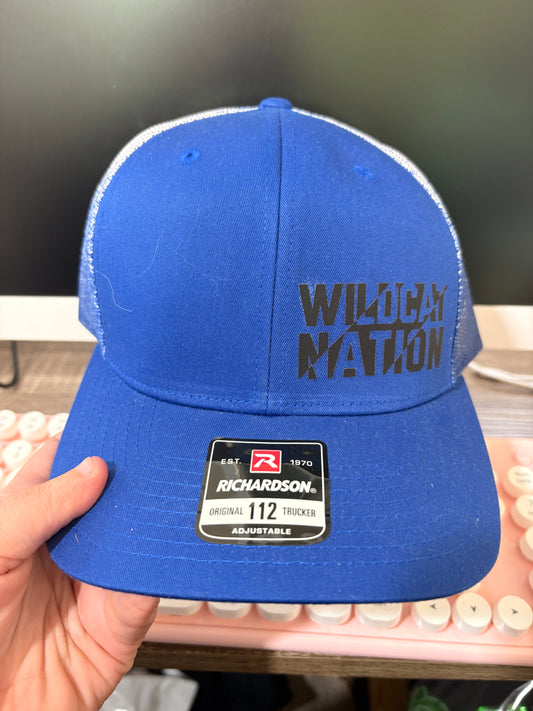 WILDCAT
NATION
EST. R 1970
RICHARDSON®
ORIGINAL 112 TRUCKER
ADJUSTABLE